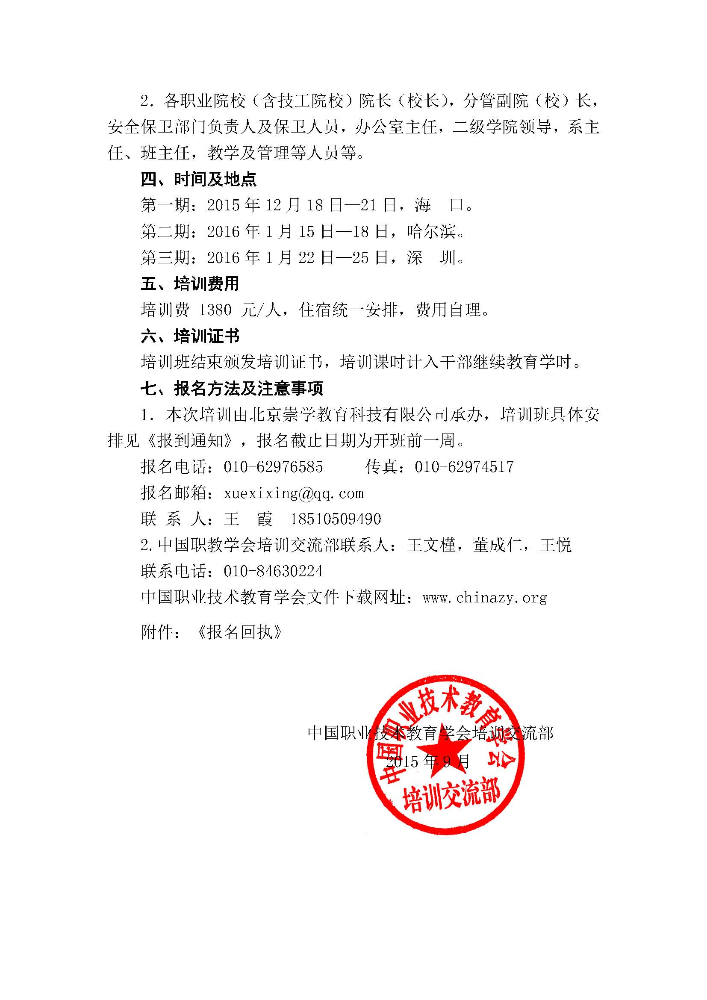 2．各职业院校（含技工院校）院长（校长），分管副院（校）长，
安全保卫部门负责人及保卫人员，办公室主任，二级学院领导，系主
任、班主任，教学及管理等人员等。
四、时间及地点
第一期：2015 年 12 月 18 日—21 日，海　口。
第二期：2016 年 1 月 15 日—18 日，哈尔滨。
第三期：2016 年 1 月 22 日—25 日，深　圳。
五、培训费用
培训费 1380 元/人，住宿统一安排，费用自理。
六、培训证书
培训班结束颁发培训证书，培训课时计入干部继续教育学时。
七、报名方法及注意事项
1．本次培训由北京崇学教育科技有限公司承办，培训班具体安
排见《报到通知》，报名截止日期为开班前一周。
报名电话：010-62976585　　传真：010-62974517
报名邮箱：xuexixing@qq.com
联 系 人：王　霞　18510509490
2.中国职教学会培训交流部联系人：王文槿，董成仁，王悦
联系电话：010-84630224
中国职业技术教育学会文件下载网址：www.chinazy.org
附件：《报名回执》
中国职业技术教育学会培训交流部
2015 年 9 月
中国职业技术教育学会
培训交流部